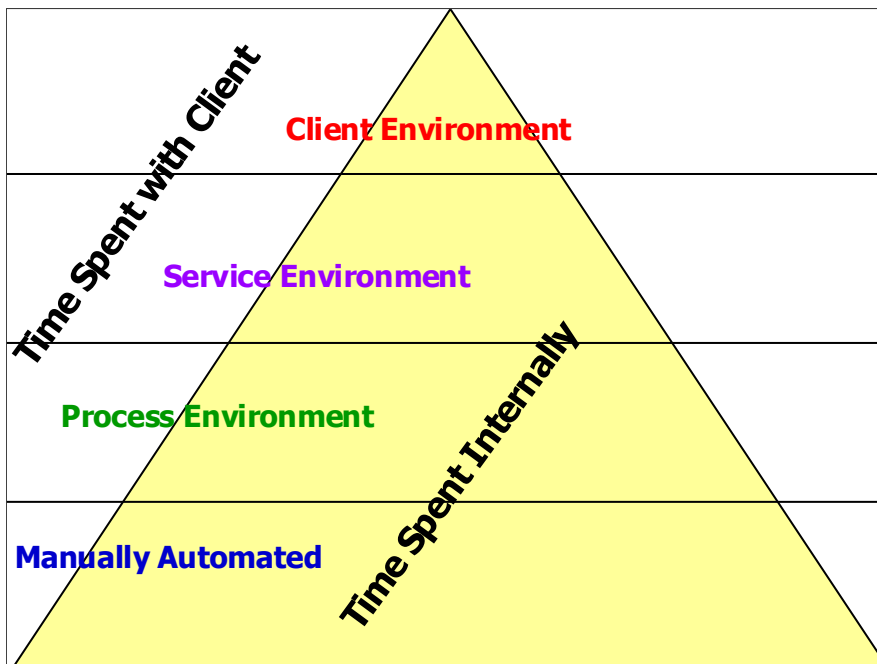 Time Spent with Client
Client Environment
Service Environment
Process Environment
Time Spent Internally
Manually Automated